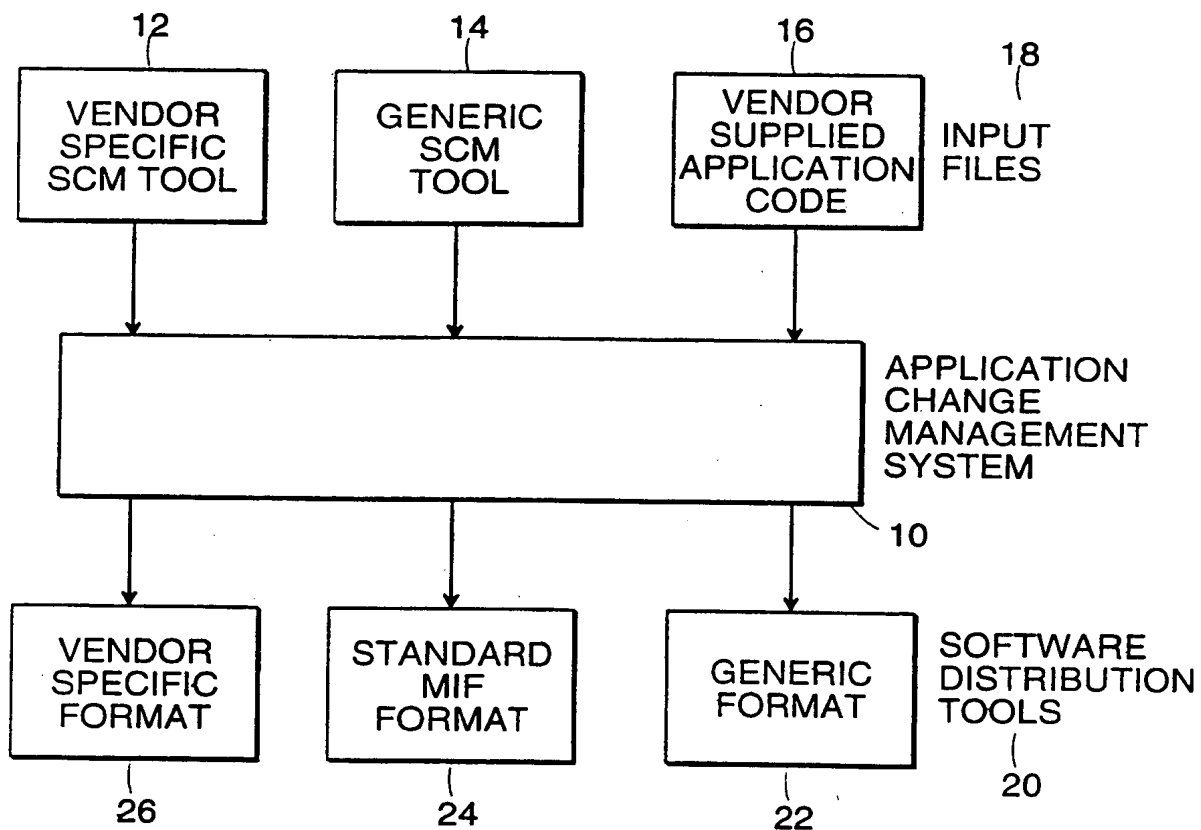 12
14
16
18
VENDOR
SPECIFIC
SCM TOOL
GENERIC
SCM
TOOL
VENDOR
SUPPLIED
APPLICATION
CODE
INPUT
FILES
APPLICATION
CHANGE
MANAGEMENT
SYSTEM
10
VENDOR
SPECIFIC
FORMAT
STANDARD
MIF
FORMAT
GENERIC
FORMAT
SOFTWARE
DISTRIBUTION
TOOLS
26
24
22
20